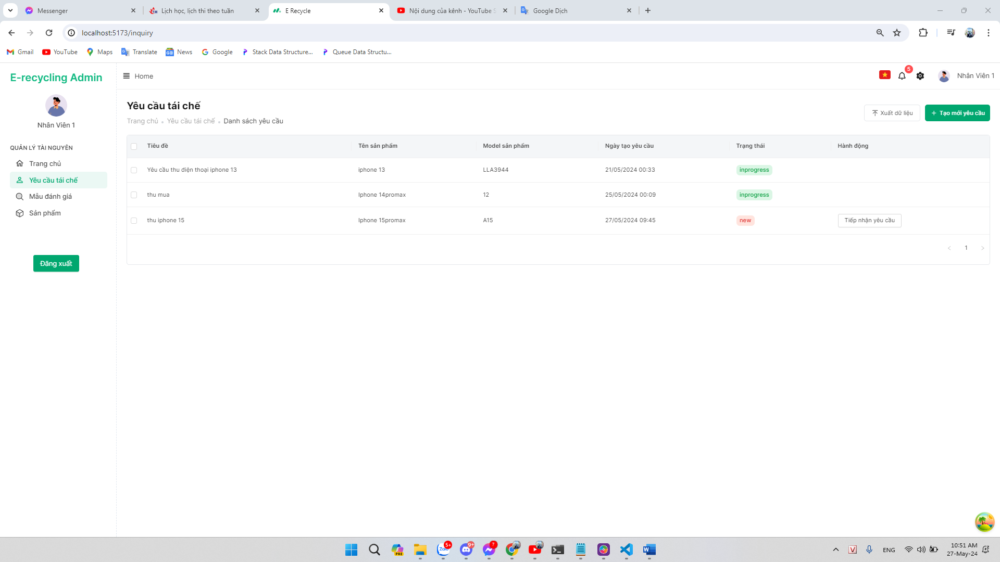 Messenger
Lịch học, lịch thi theo tuần
E Recycle
Nội dung của kênh - YouTube S
Google Dịch
localhost:5173/inquiry
Gmail
YouTube
Maps
Translate
News
Google
Stack Data Structure...
Queue Data Structu...
E-recycling Admin
Home
5
Nhân Viên 1
Nhân Viên 1
QUẢN LÝ TÀI NGUYÊN
Trang chủ
Yêu cầu tái chế
Mẫu đánh giá
Sản phẩm
Đăng xuất
Yêu cầu tái chế
Trang chủ • Yêu cầu tái chế • Danh sách yêu cầu
Xuất dữ liệu
+ Tạo mới yêu cầu
Tiêu đề Tên sản phẩm Model sản phẩm Ngày tạo yêu cầu Trạng thái Hành động
Yêu cầu thu điện thoại iphone 13 iphone 13 LLA3944 21/05/2024 00:33 inprogress
thu mua Iphone 14promax 12 25/05/2024 00:09 inprogress
thu iphone 15 Iphone 15promax A15 27/05/2024 09:45 new Tiếp nhận yêu cầu
< 1 >
PRE
Zalo
5+
9+
7
W
V
ENG
10:51 AM
27-May-24